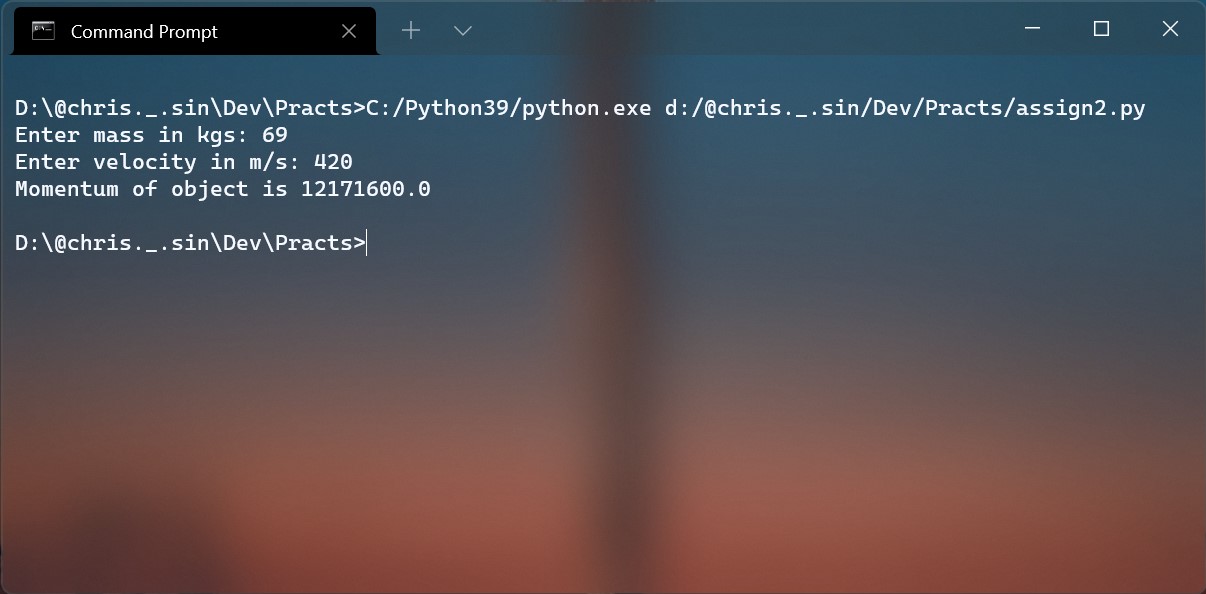 Command Prompt
D:\@chris._.sin\Dev\Practs>C:/Python39/python.exe d:/@chris._.sin/Dev/Practs/assign2.py
Enter mass in kgs: 69
Enter velocity in m/s: 420
Momentum of object is 12171600.0
D:\@chris._.sin\Dev\Practs>